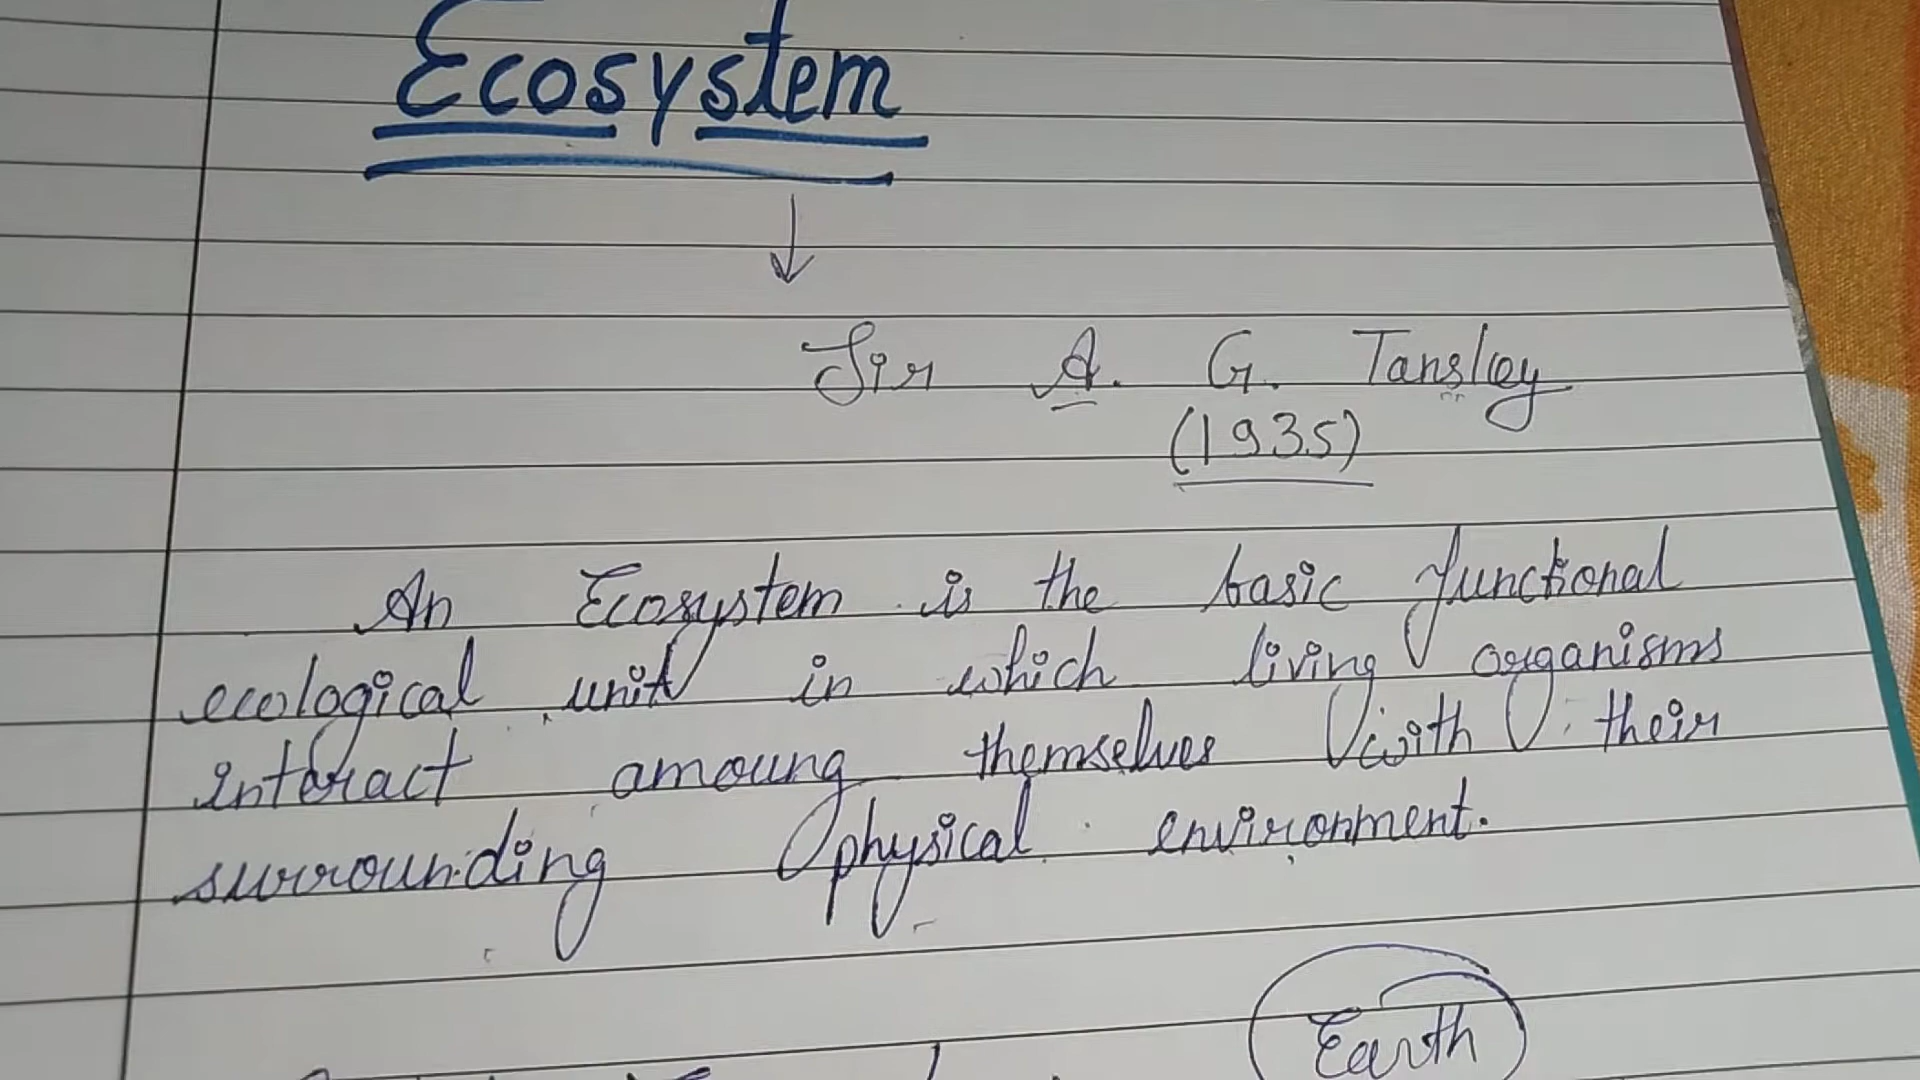 Ecosystem
Sir A. G. Tansley
(1935)
An Ecosystem is the basic functional
ecological unit in which living organisms
interact amoung themselves with their
surrounding physical environment.
Earth